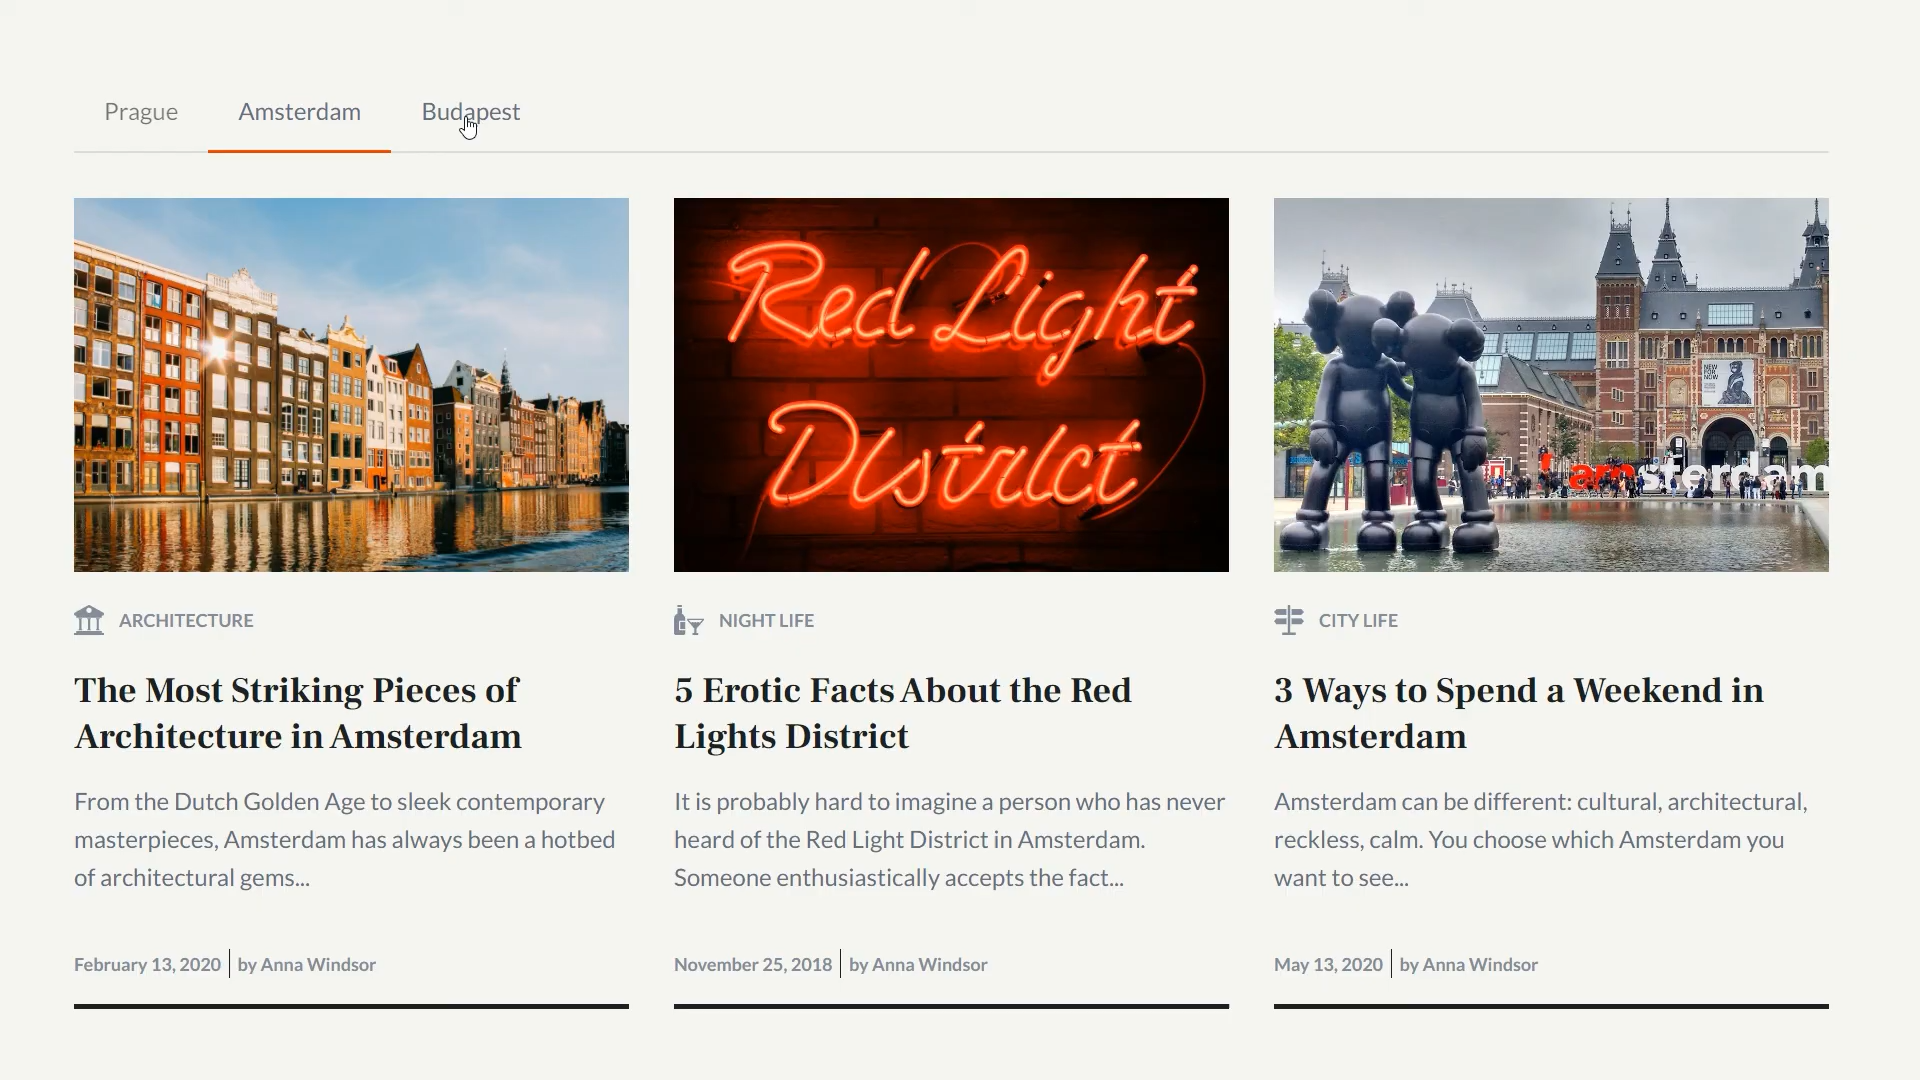 Prague
Amsterdam
Budapest
Red Light
District
NEW
FOR
NOW
I amsterdam
ARCHITECTURE
NIGHT LIFE
CITY LIFE
The Most Striking Pieces of
Architecture in Amsterdam
5 Erotic Facts About the Red
Lights District
3 Ways to Spend a Weekend in
Amsterdam
From the Dutch Golden Age to sleek contemporary
masterpieces, Amsterdam has always been a hotbed
of architectural gems...
It is probably hard to imagine a person who has never
heard of the Red Light District in Amsterdam.
Someone enthusiastically accepts the fact...
Amsterdam can be different: cultural, architectural,
reckless, calm. You choose which Amsterdam you
want to see...
February 13, 2020 | by Anna Windsor
November 25, 2018 | by Anna Windsor
May 13, 2020 | by Anna Windsor